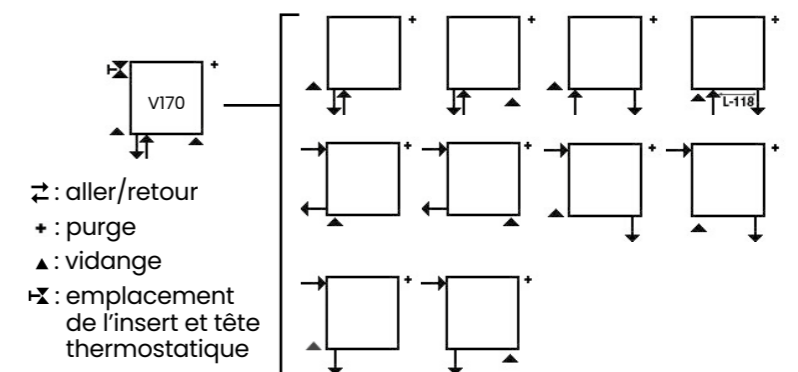 V170
L-118
⇄ : aller/retour
+ : purge
▲ : vidange
: emplacement
de l’insert et tête
thermostatique